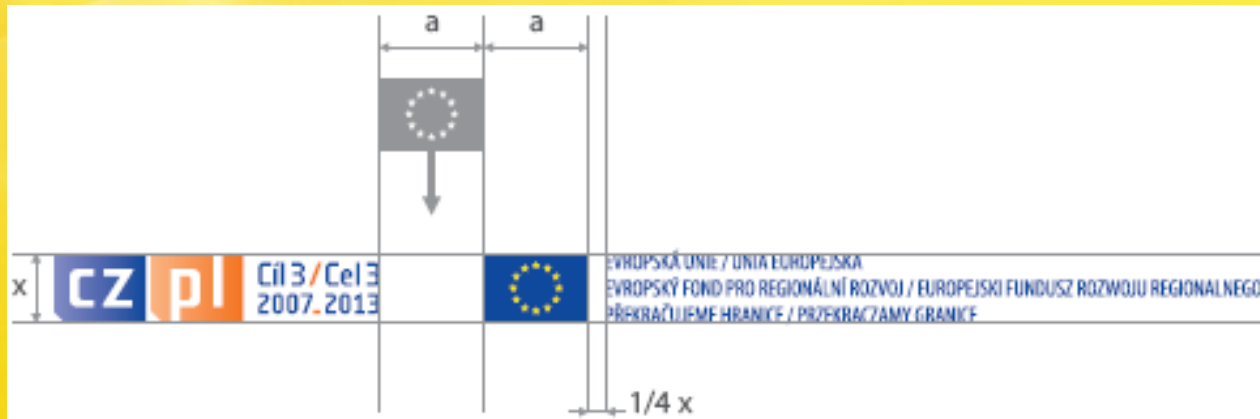 a a
x
cz pl
Cíl 3/Cel 3
2007-2013
EVROPSKÁ UNIE / UNIA EUROPEJSKA
EVROPSKÝ FOND PRO REGIONÁLNÍ ROZVOJ / EUROPEJSKI FUNDUSZ ROZWOJU REGIONALNEGO
PŘEKRAČUJEME HRANICE / PRZEKRACZAMY GRANICE
1/4 x